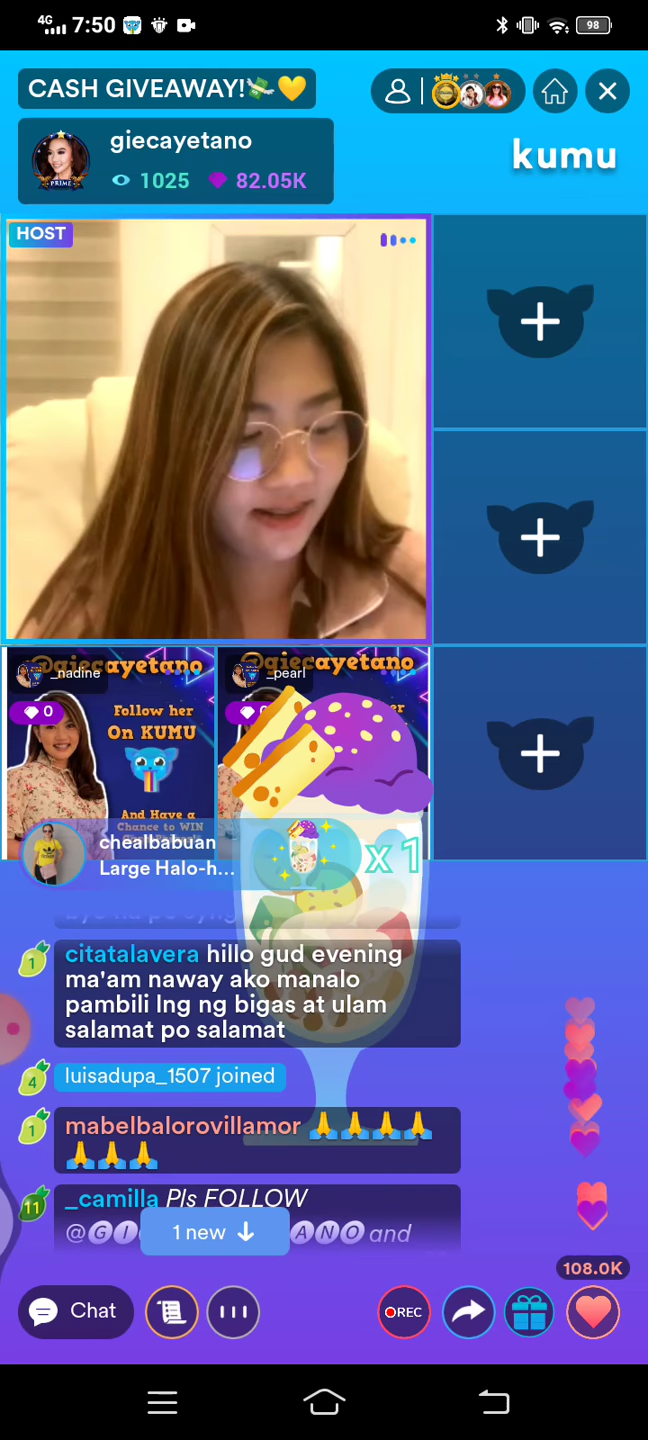 4G 7:50 98
CASH GIVEAWAY!💸💛
giecayetano
1025 82.05K
PRIME
kumu
HOST
@giecayetano
_nadine
0
Follow her
On KUMU
And Have a
Chance to WIN
@giecayetano
_pearl
chealbabuan
Large Halo-h...
x 1
1 citatalavera hillo gud evening
ma'am naway ako manalo
pambili lng ng bigas at ulam
salamat po salamat
4 luisadupa_1507 joined
1 mabelbalorovillamor 🙏🙏🙏🙏
🙏🙏🙏
11 _camilla Pls FOLLOW
@🅖🅘 🅐🅝🅞 and
1 new ↓
108.0K
Chat
REC